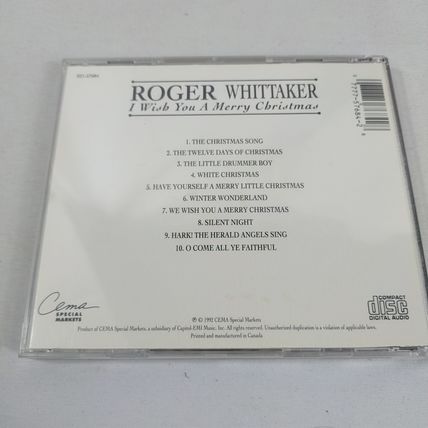 ROGER WHITTAKER
I Wish You A Merry Christmas
1. THE CHRISTMAS SONG
2. THE TWELVE DAYS OF CHRISTMAS
3. THE LITTLE DRUMMER BOY
4. WHITE CHRISTMAS
5. HAVE YOURSELF A MERRY LITTLE CHRISTMAS
6. WINTER WONDERLAND
7. WE WISH YOU A MERRY CHRISTMAS
8. SILENT NIGHT
9. HARK! THE HERALD ANGELS SING
10. O COME ALL YE FAITHFUL
Cema
SPECIAL
MARKETS
COMPACT
disc
DIGITAL AUDIO
℗ © 1992 CEMA Special Markets
Product of CEMA Special Markets, a subsidiary of Capitol-EMI Music, Inc. All rights reserved. Unauthorized duplication is a violation of applicable laws.
Printed and manufactured in Canada